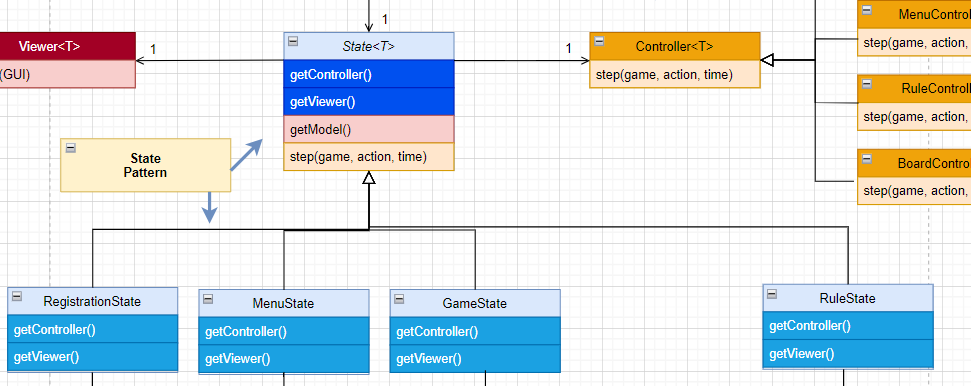 1
MenuContro
Viewer<T>
1
State<T>
1
Controller<T>
step(game, action,
(GUI)
getController()
step(game, action, time)
RuleControll
getViewer()
step(game, action,
getModel()
State
Pattern
step(game, action, time)
BoardContro
step(game, action,
RegistrationState
MenuState
GameState
RuleState
getController()
getController()
getController()
getController()
getViewer()
getViewer()
getViewer()
getViewer()